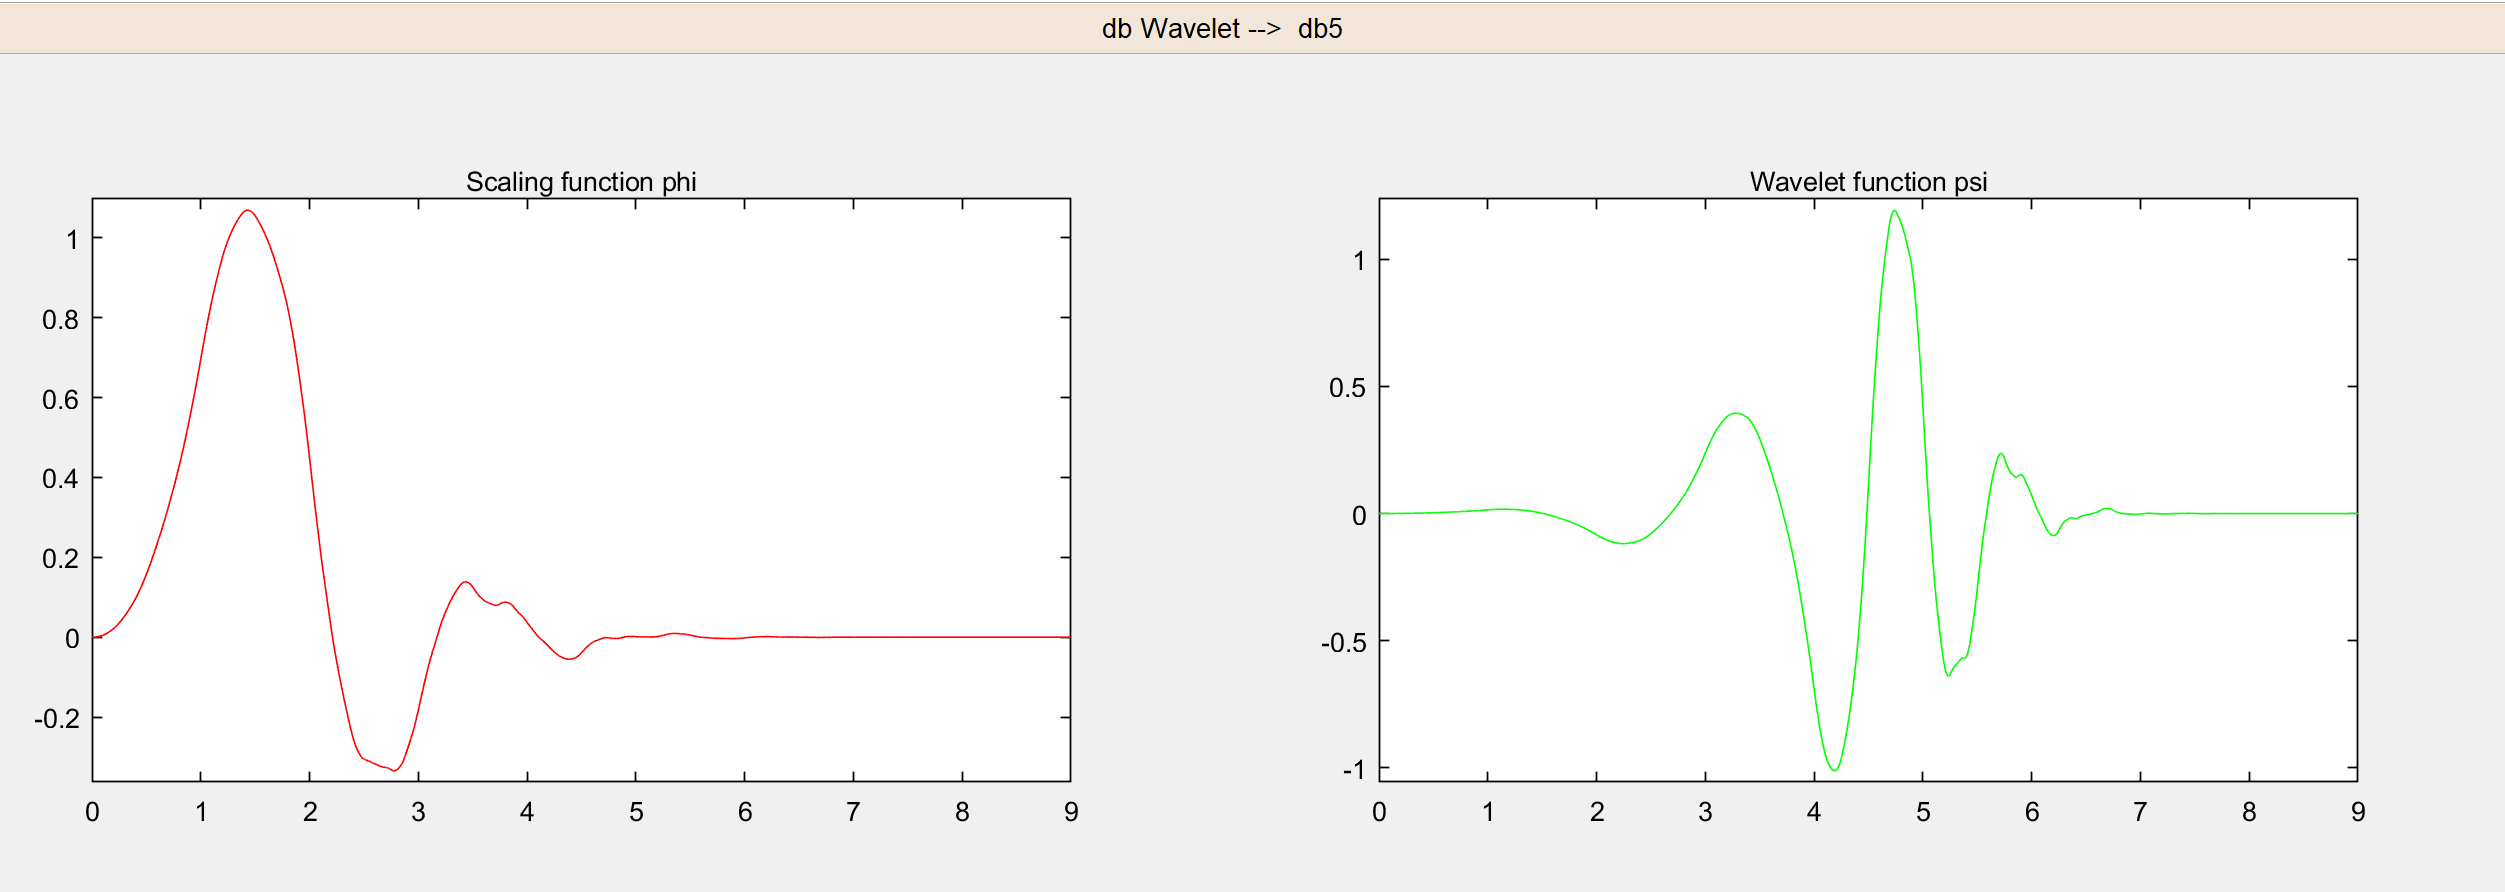 db Wavelet --> db5
Scaling function phi
1
0.8
0.6
0.4
0.2
0
-0.2
0 1 2 3 4 5 6 7 8 9
Wavelet function psi
1
0.5
0
-0.5
-1
0 1 2 3 4 5 6 7 8 9